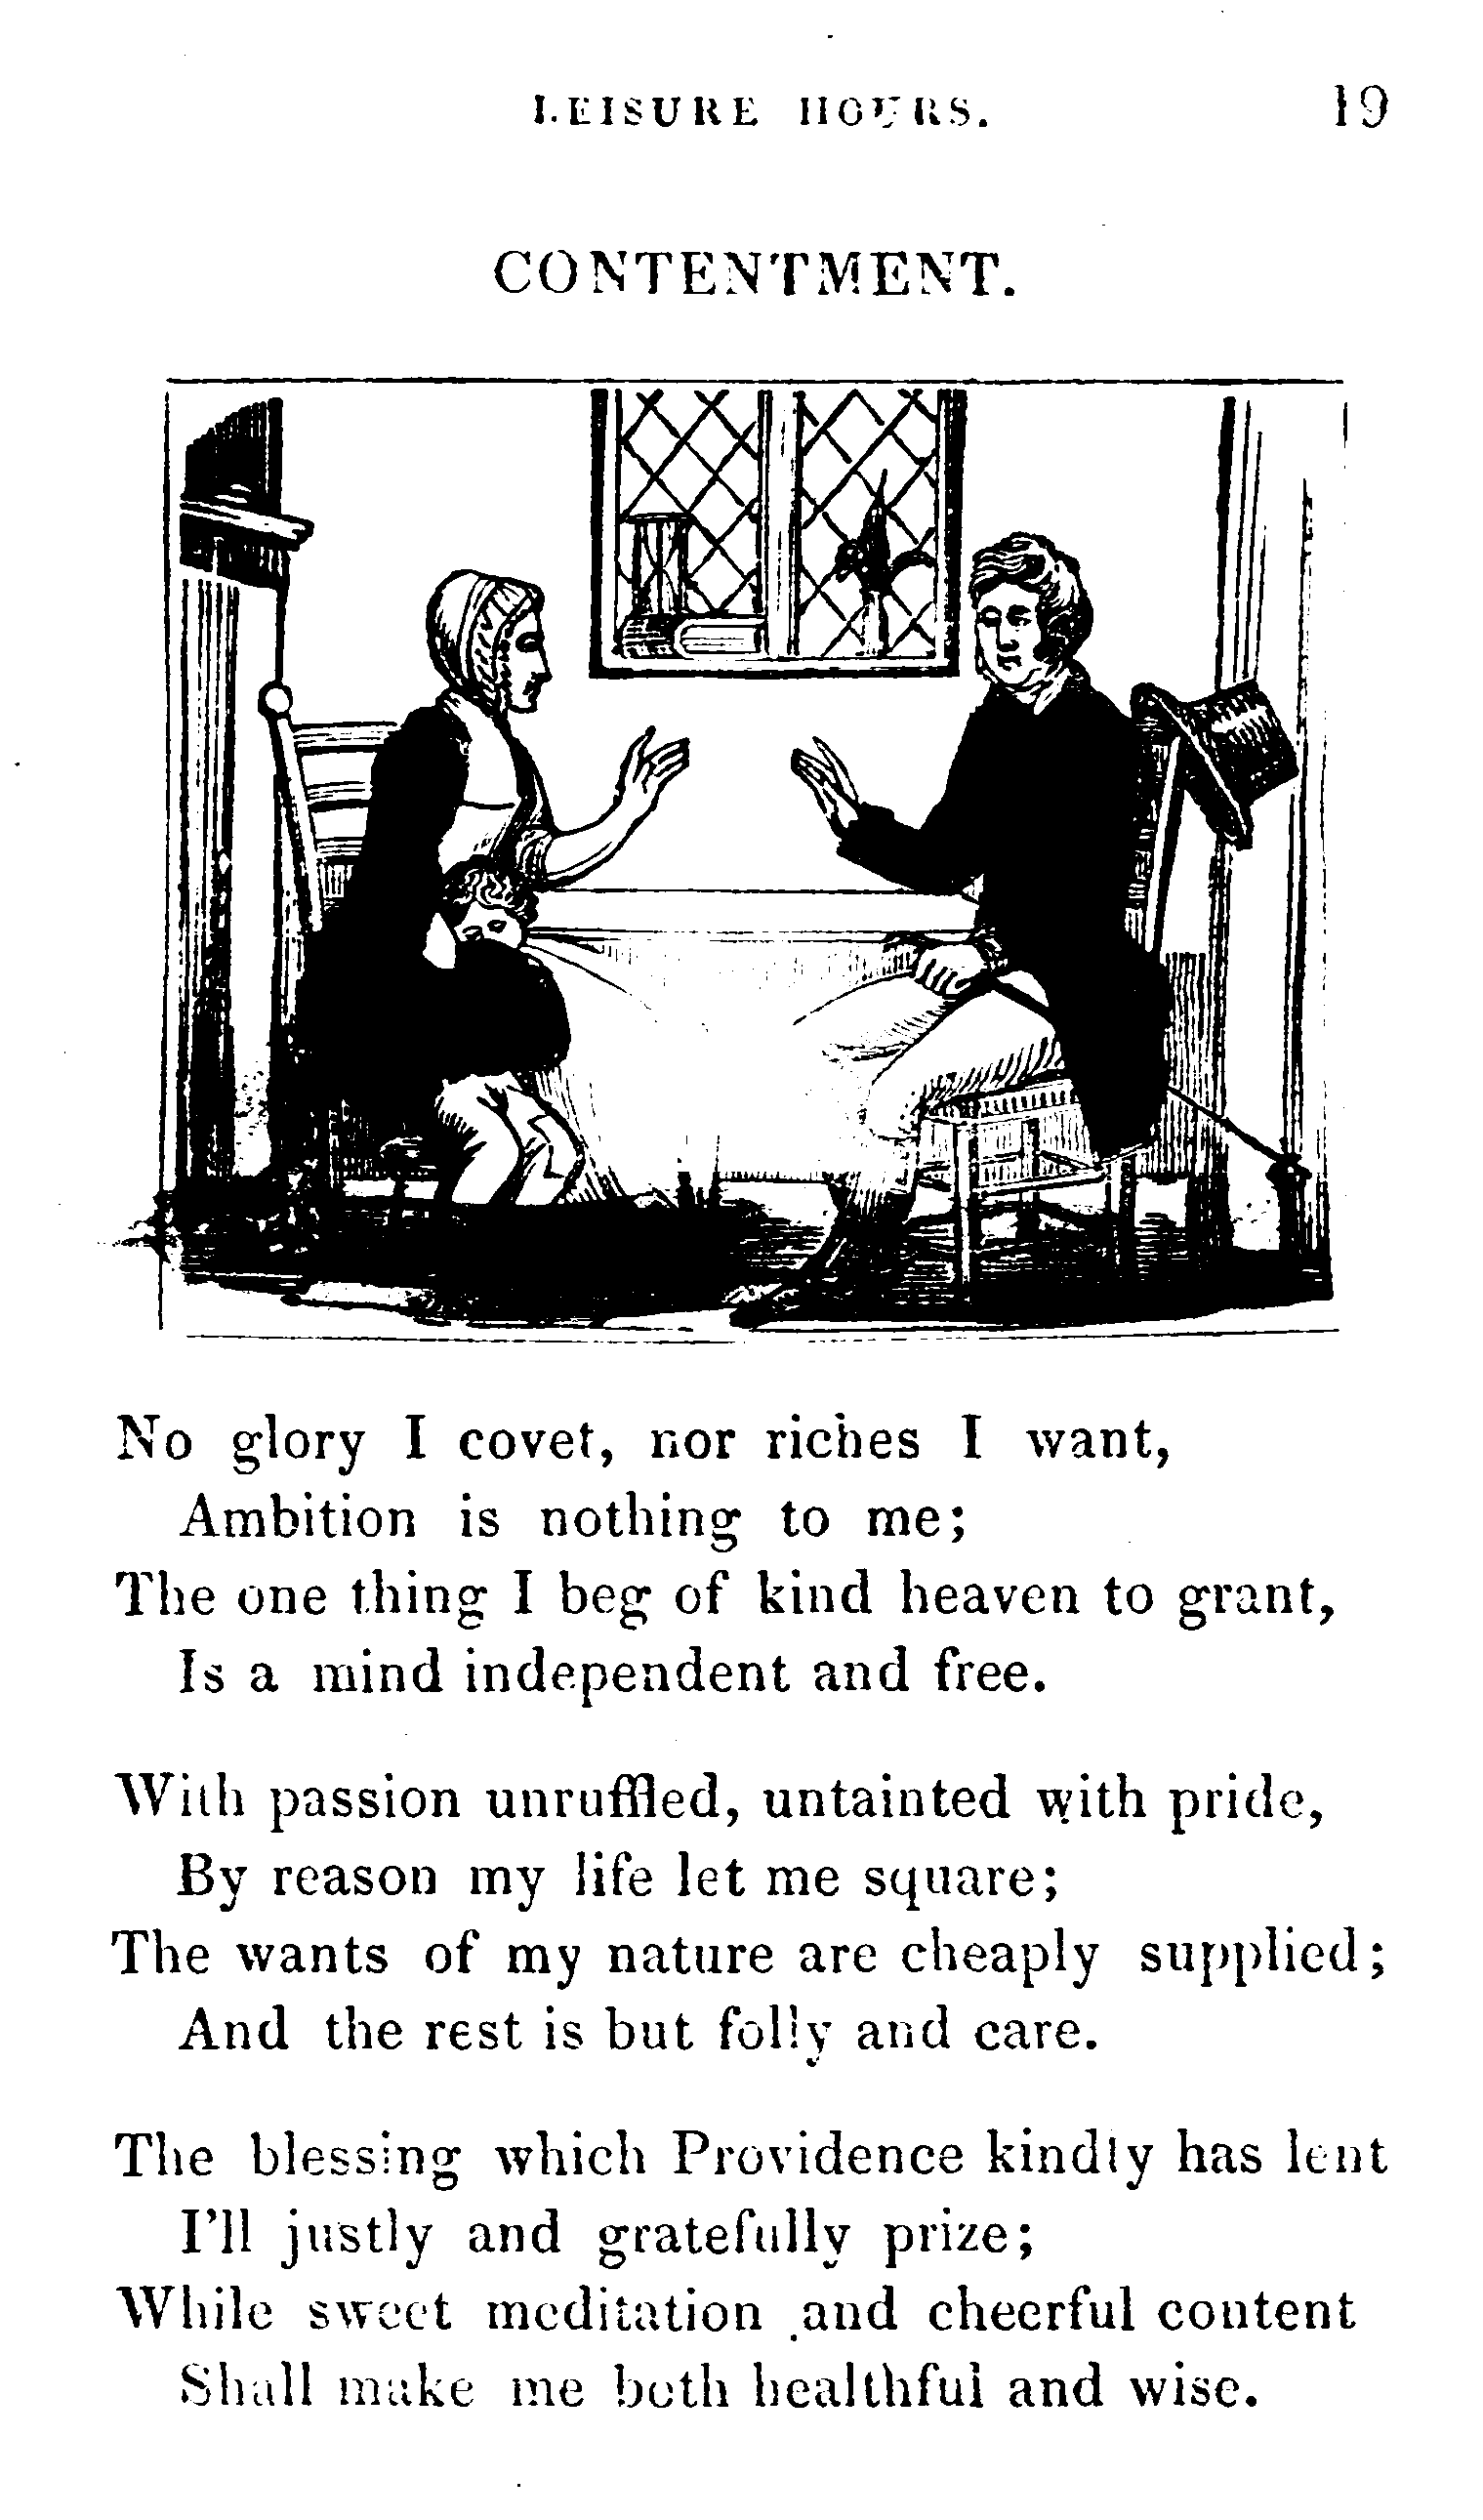 LEISURE HOURS. 19
CONTENTMENT.
No glory I covet, nor riches I want,
Ambition is nothing to me;
The one thing I beg of kind heaven to grant,
Is a mind independent and free.
With passion unruffled, untainted with pride,
By reason my life let me square;
The wants of my nature are cheaply supplied;
And the rest is but folly and care.
The blessing which Providence kindly has lent
I'll justly and gratefully prize;
While sweet meditation and cheerful content
Shall make me both healthful and wise.